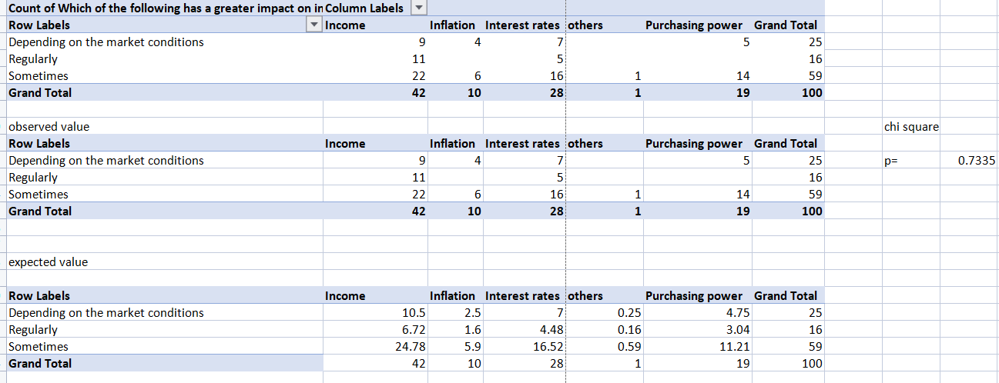 Count of Which of the following has a greater impact on in Column Labels
Row Labels Income Inflation Interest rates others Purchasing power Grand Total
Depending on the market conditions 9 4 7 5 25
Regularly 11 5 16
Sometimes 22 6 16 1 14 59
Grand Total 42 10 28 1 19 100
observed value chi square
Row Labels Income Inflation Interest rates others Purchasing power Grand Total
Depending on the market conditions 9 4 7 5 25 p= 0.7335
Regularly 11 5 16
Sometimes 22 6 16 1 14 59
Grand Total 42 10 28 1 19 100
expected value
Row Labels Income Inflation Interest rates others Purchasing power Grand Total
Depending on the market conditions 10.5 2.5 7 0.25 4.75 25
Regularly 6.72 1.6 4.48 0.16 3.04 16
Sometimes 24.78 5.9 16.52 0.59 11.21 59
Grand Total 42 10 28 1 19 100